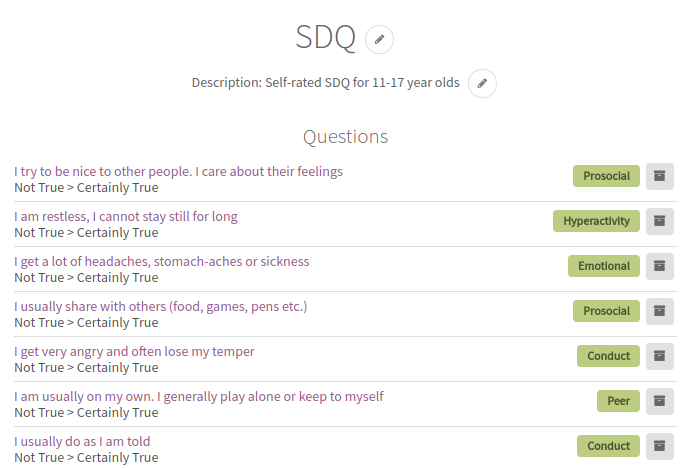 SDQ
Description: Self-rated SDQ for 11-17 year olds
Questions
I try to be nice to other people. I care about their feelings
Not True > Certainly True
Prosocial
I am restless, I cannot stay still for long
Not True > Certainly True
Hyperactivity
I get a lot of headaches, stomach-aches or sickness
Not True > Certainly True
Emotional
I usually share with others (food, games, pens etc.)
Not True > Certainly True
Prosocial
I get very angry and often lose my temper
Not True > Certainly True
Conduct
I am usually on my own. I generally play alone or keep to myself
Not True > Certainly True
Peer
I usually do as I am told
Not True > Certainly True
Conduct